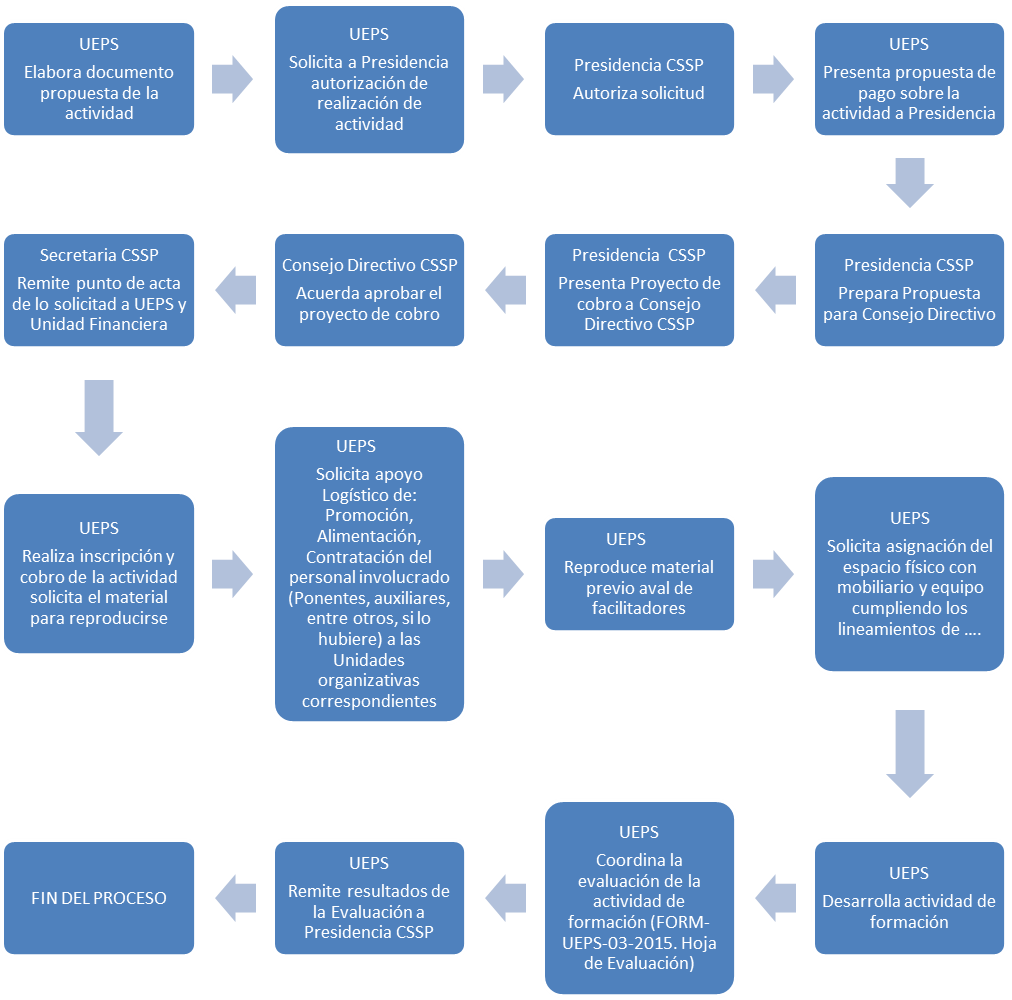 UEPS
Elabora documento
propuesta de la
actividad
UEPS
Solicita a Presidencia
autorización de
realización de
actividad
Presidencia CSSP
Autoriza solicitud
UEPS
Presenta propuesta de
pago sobre la
actividad a Presidencia
Presidencia CSSP
Prepara Propuesta
para Consejo Directivo
Presidencia  CSSP
Presenta Proyecto de
cobro a Consejo
Directivo CSSP
Consejo Directivo CSSP
Acuerda aprobar el
proyecto de cobro
Secretaria CSSP
Remite punto de acta
de lo solicitad a UEPS y
Unidad Financiera
UEPS
Realiza inscripción y
cobro de la actividad
solicita el material
para reproducirse
UEPS
Solicita apoyo
Logístico de:
Promoción,
Alimentación,
Contratación del
personal involucrado
(Ponentes, auxiliares,
entre otros, si lo
hubiere) a las
Unidades
organizativas
correspondientes
UEPS
Reproduce material
previo aval de
facilitadores
UEPS
Solicita asignación del
espacio físico con
mobiliario y equipo
cumpliendo los
lineamientos de ....
UEPS
Desarrolla actividad de
formación
UEPS
Coordina la
evaluación de la
actividad de
formación (FORM-
UEPS-03-2015. Hoja
de Evaluación)
UEPS
Remite  resultados de
la Evaluación a
Presidencia CSSP
FIN DEL PROCESO